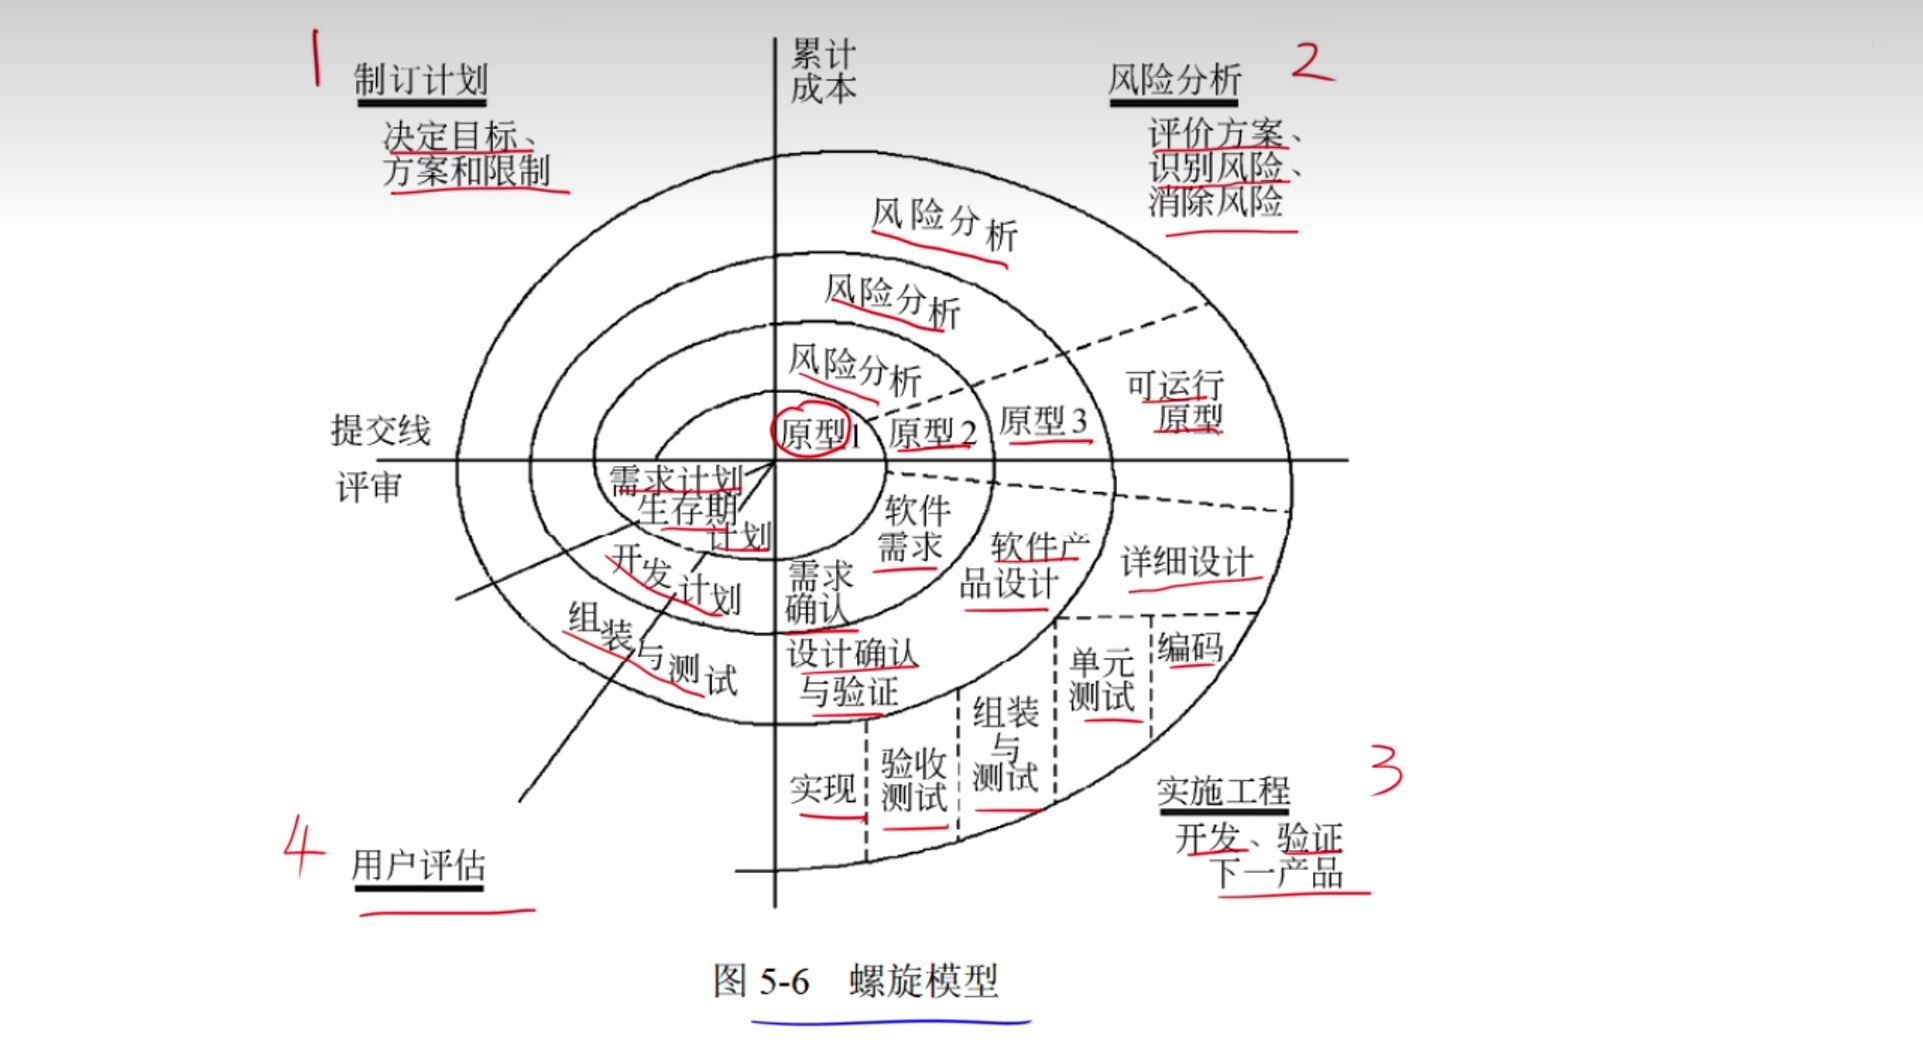 1
制订计划
决定目标、
方案和限制
累计
成本
风险分析
2
评价方案、
识别风险、
消除风险
风险分析
风险分析
风险分析
可运行
原型
原型1
原型2
原型3
提交线
评审
需求计划
生存期
计划
开发计划
组装与测试
软件
需求
需求
确认
软件产
品设计
详细设计
设计确认
与验证
单元
测试
编码
组装
与
测试
验收
测试
实现
实施工程
3
开发、验证
下一产品
4
用户评估
图 5-6 螺旋模型